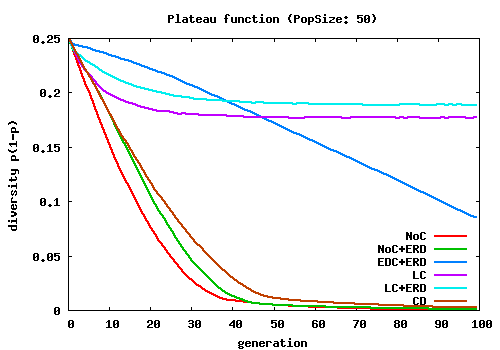 Plateau function (PopSize: 50)
0.25
0.2
0.15
0.1
0.05
0
diversity p(1-p)
NoC
NoC+ERD
EDC+ERD
LC
LC+ERD
CD
0 10 20 30 40 50 60 70 80 90 100
generation